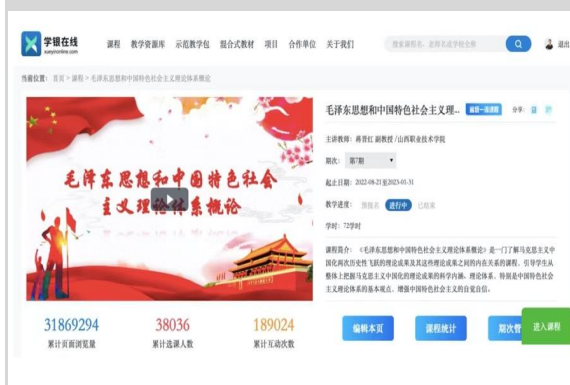 学银在线
xueyinonline.com
课程 教学资源库 示范教学包 混合式教材 项目 合作单位 关于我们
搜索课程名、老师名或学校全称
退出
当前位置： 首页 > 课程 > 毛泽东思想和中国特色社会主义理论体系概论
毛泽东思想和中国特色社会
主义理论体系概论
毛泽东思想和中国特色社会主义理...
最近一次课程
分享：
主讲教师： 蒋晋红 副教授 /山西职业技术学院
期次： 第7期
起止日期： 2022-08-21至2023-01-31
教学进度： 预报名 进行中 已结束
学时： 72学时
课程简介： 《毛泽东思想和中国特色社会主义理论体系概论》是一门了解马克思主义中
国化两次历史性飞跃的理论成果及其这些理论成果之间的内在关系的课程，引导学生从
整体上把握马克思主义中国化的理论成果的科学内涵、理论体系，特别是中国特色社会
主义理论体系的基本观点，增强中国特色社会主义的自觉自信。
31869294
累计页面浏览量
38036
累计选课人数
189024
累计互动次数
编辑本页
课程统计
期次管
进入课程